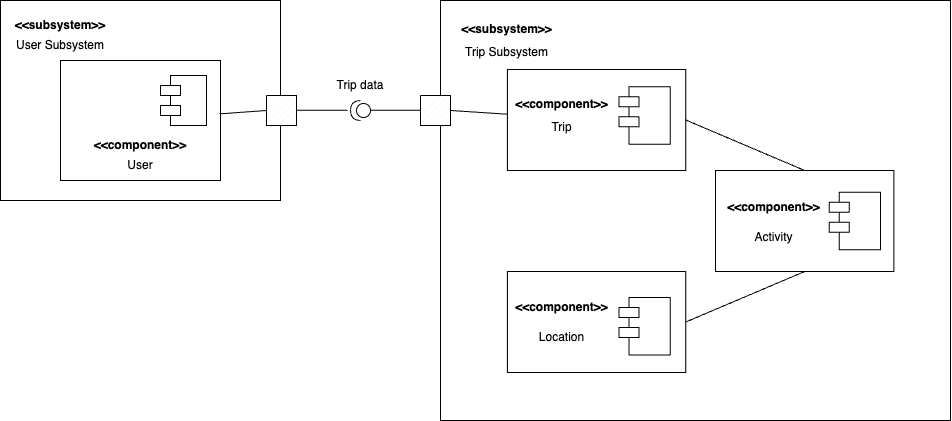 <<subsystem>>
User Subsystem
<<component>>
User
Trip data
<<subsystem>>
Trip Subsystem
<<component>>
Trip
<<component>>
Activity
<<component>>
Location